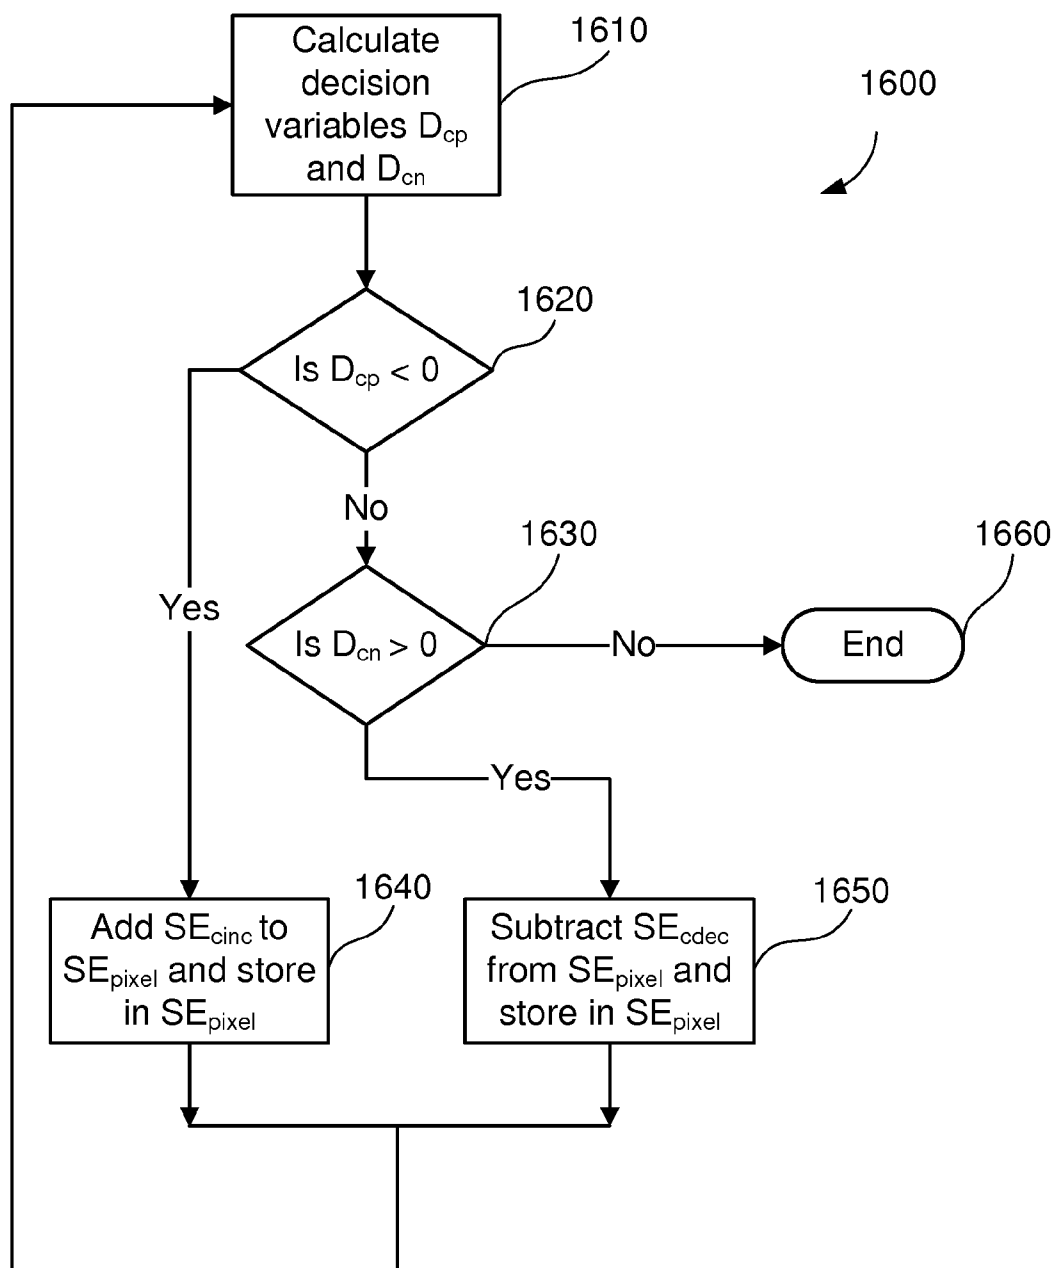 1610
Calculate
decision
variables Dcp
and Dcn
1600
1620
Is Dcp < 0
No
1630
1660
Yes
Is Dcn > 0
No
End
Yes
1640
1650
Add SEcinc to
SEpixel and store
in SEpixel
Subtract SEcdec
from SEpixel and
store in SEpixel